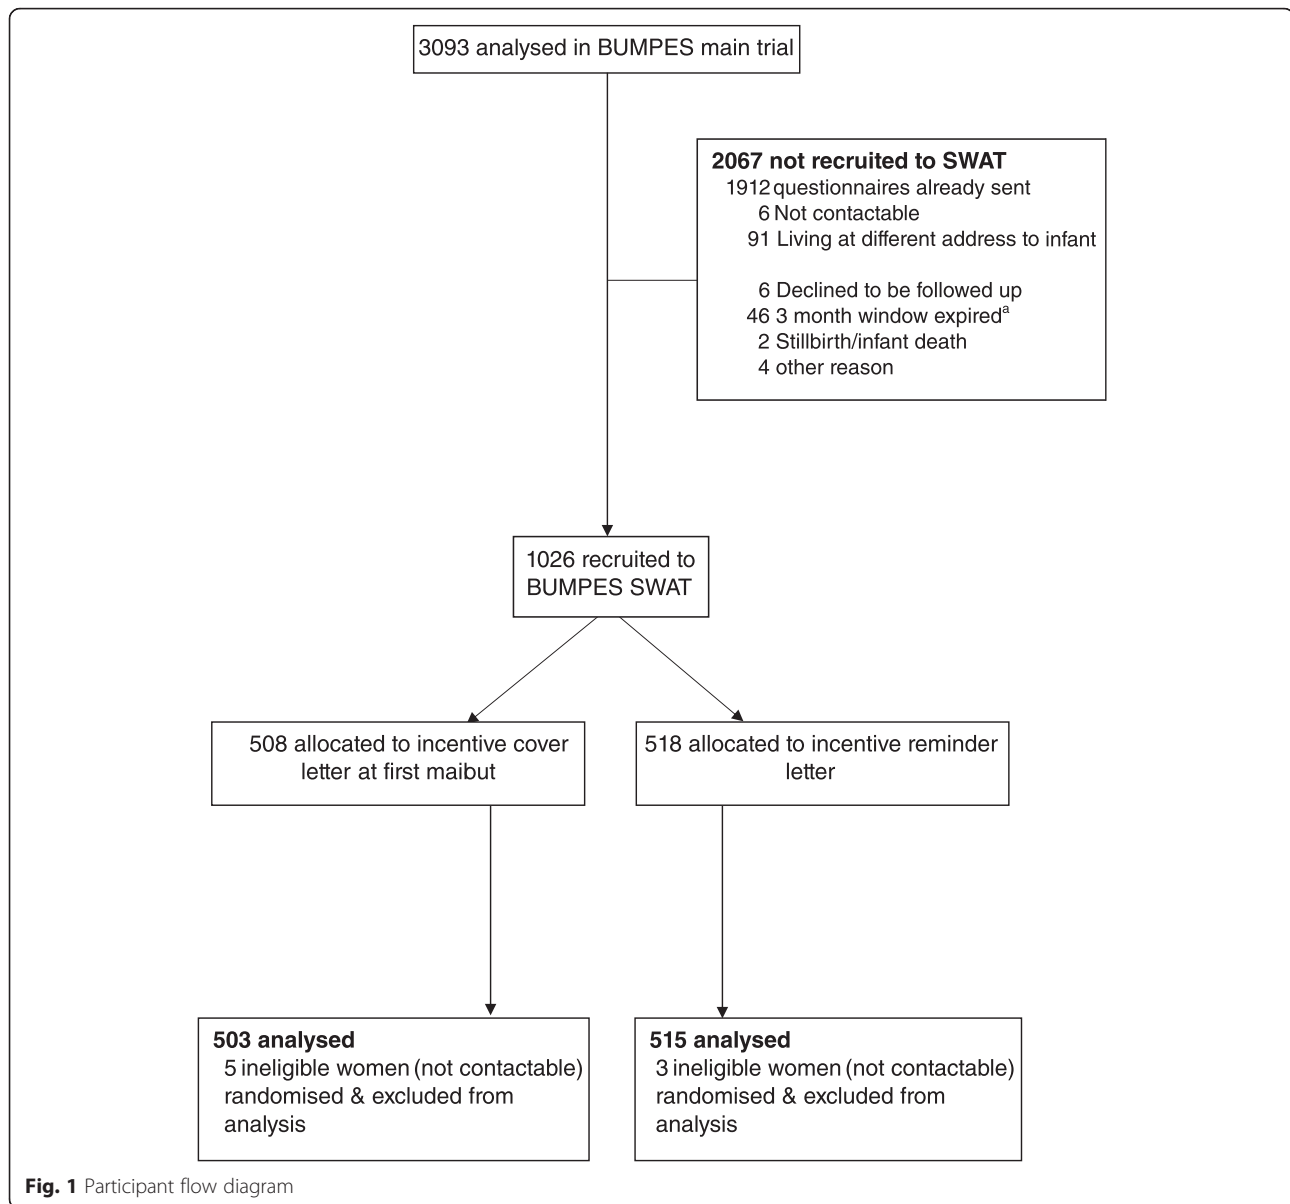 3093 analysed in BUMPES main trial
2067 not recruited to SWAT
1912 questionnaires already sent
6 Not contactable
91 Living at different address to infant
6 Declined to be followed up
46 3 month window expiredᵃ
2 Stillbirth/infant death
4 other reason
1026 recruited to
BUMPES SWAT
508 allocated to incentive cover
letter at first maibut
518 allocated to incentive reminder
letter
503 analysed
5 ineligible women (not contactable)
randomised & excluded from
analysis
515 analysed
3 ineligible women (not contactable)
randomised & excluded from
analysis
Fig. 1 Participant flow diagram